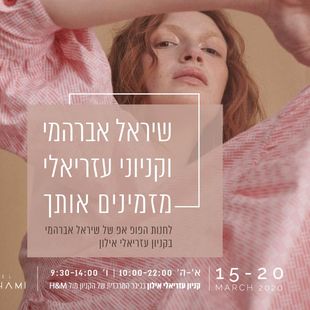 שיראל אברהמי
וקניוני עזריאלי
מזמינים אותך
לחנות הפופ אפ של שיראל אברהמי
בקניון עזריאלי אילון
א'-ה' 10:00-22:00 | ו' 9:30-14:00
קניון עזריאלי אילון בכיכר המרכזית של הקניון מול H&M
15-20
MARCH 2020